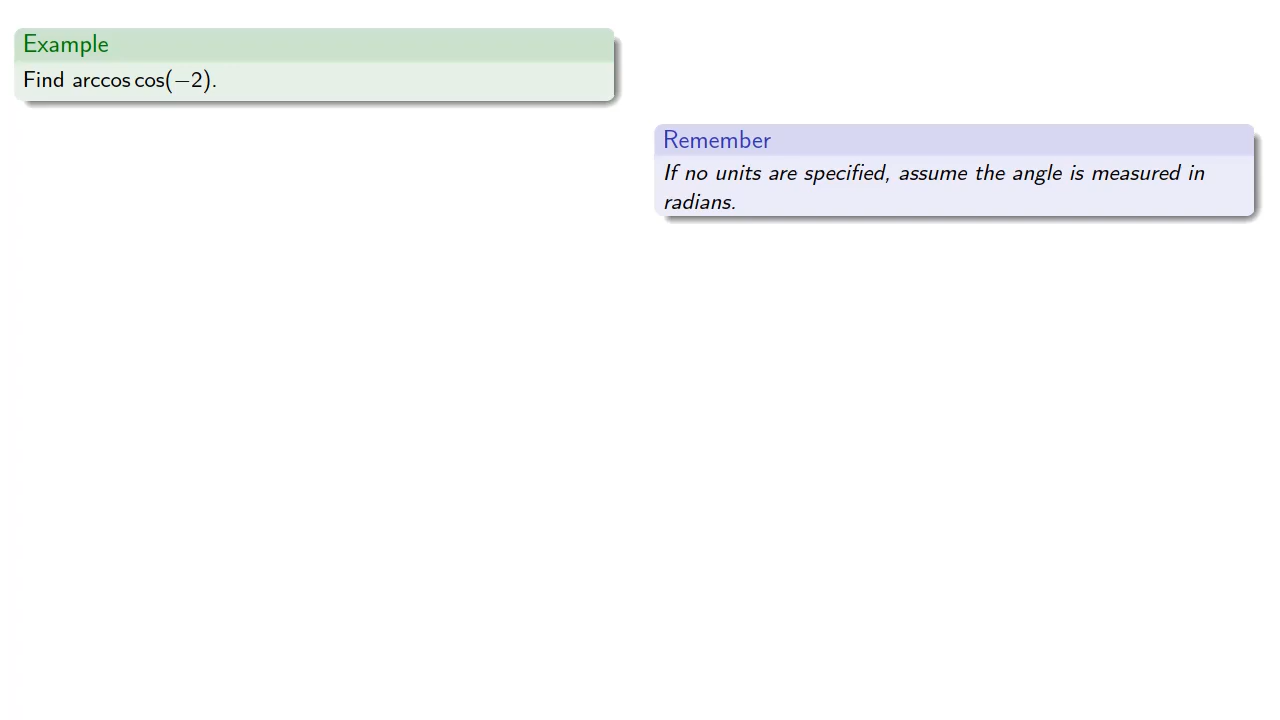 Example
Find arccos cos(−2).
Remember
If no units are specified, assume the angle is measured in
radians.